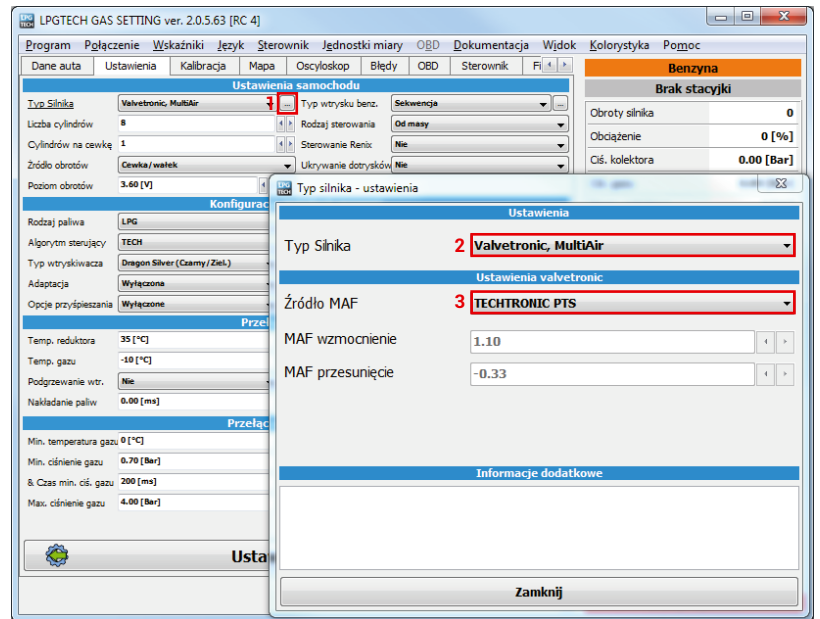 LPGTECH GAS SETTING ver. 2.0.5.63 [RC 4]
Program Połączenie Wskaźniki Język Sterownik Jednostki miary OBD Dokumentacja Widok Kolorystyka Pomoc
Dane auta Ustawienia Kalibracja Mapa Oscyloskop Błędy OBD Sterownik Fi
Benzyna
Ustawienia samochodu
Brak stacyjki
Typ Silnika Valvetronic, MultiAir 1 ... Typ wtrysku benz. Sekwencja ...
Liczba cylindrów 8 Rodzaj sterowania Od masy
Obroty silnika 0
Cylindrów na cewkę 1 Sterowanie Renix Nie
Obciążenie 0 [%]
Źródło obrotów Cewka/wałek Ukrywanie dotrysków Nie
Ciś. kolektora 0.00 [Bar]
Poziom obrotów 3.60 [V]
Konfigurac
Rodzaj paliwa LPG
Algorytm sterujący TECH
Typ wtryskiwacza Dragon Silver (Czarny/Ziel.)
Adaptacja Wyłączona
Opcje przyśpieszania Wyłączone
Przeł
Temp. reduktora 35 [°C]
Temp. gazu -10 [°C]
Podgrzewanie wtr. Nie
Nakładanie paliw 0.00 [ms]
Przełąc
Min. temperatura gazu 0 [°C]
Min. ciśnienie gazu 0.70 [Bar]
& Czas min. ciś. gazu 200 [ms]
Max. ciśnienie gazu 4.00 [Bar]
Usta
Typ silnika - ustawienia
Ustawienia
Typ Silnika 2 Valvetronic, MultiAir
Ustawienia valvetronic
Źródło MAF 3 TECHTRONIC PTS
MAF wzmocnienie 1.10
MAF przesunięcie -0.33
Informacje dodatkowe
Zamknij